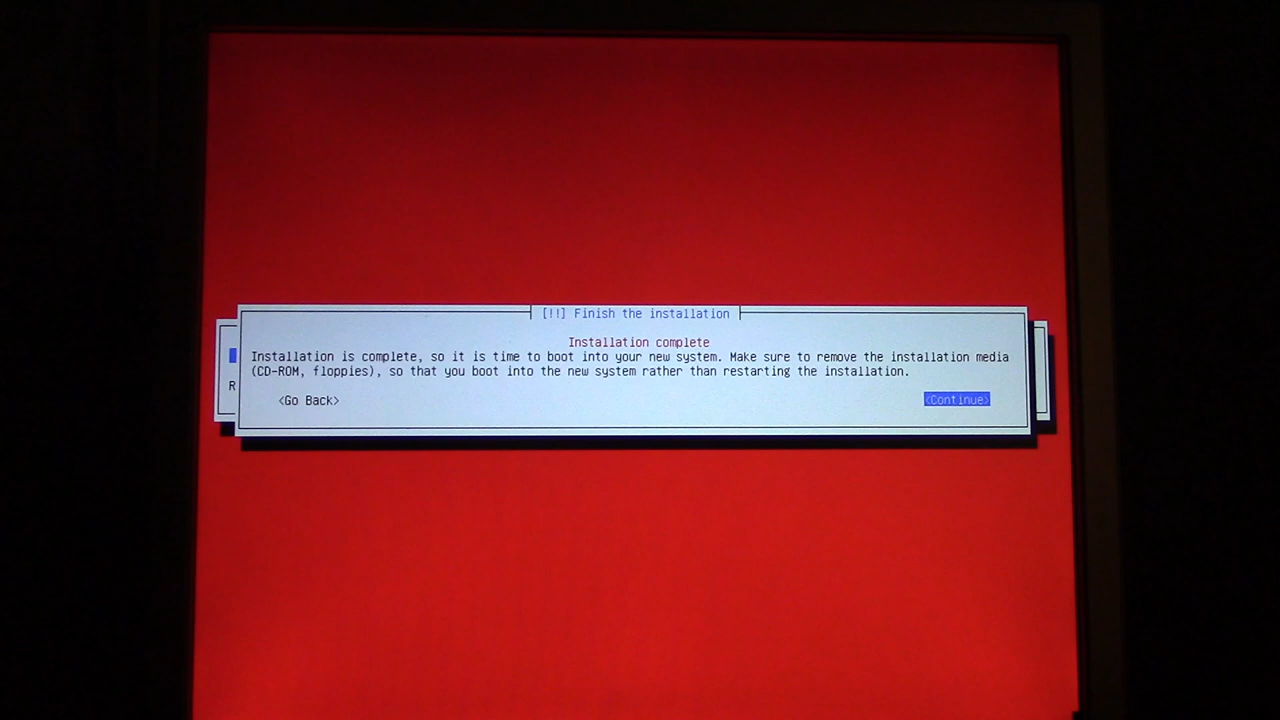 [!!] Finish the installation
Installation complete
Installation is complete, so it is time to boot into your new system. Make sure to remove the installation media
(CD-ROM, floppies), so that you boot into the new system rather than restarting the installation.
R
<Go Back> <Continue>